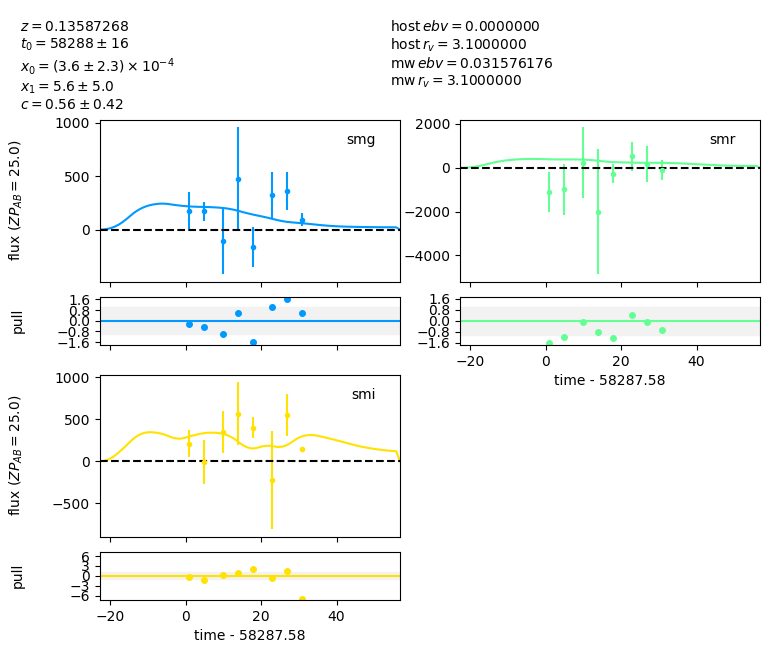 z = 0.13587268
t₀ = 58288 ± 16
x₀ = (3.6 ± 2.3) × 10⁻⁴
x₁ = 5.6 ± 5.0
c = 0.56 ± 0.42
host ebv = 0.0000000
host r_v = 3.1000000
mw ebv = 0.031576176
mw r_v = 3.1000000
smg
1000
500
0
flux (ZP_AB = 25.0)
smr
2000
0
−2000
−4000
1.6
0.8
0.0
−0.8
−1.6
pull
1.6
0.8
0.0
−0.8
−1.6
−20 0 20 40
time - 58287.58
smi
1000
500
0
−500
flux (ZP_AB = 25.0)
6
3
0
−3
−6
pull
−20 0 20 40
time - 58287.58